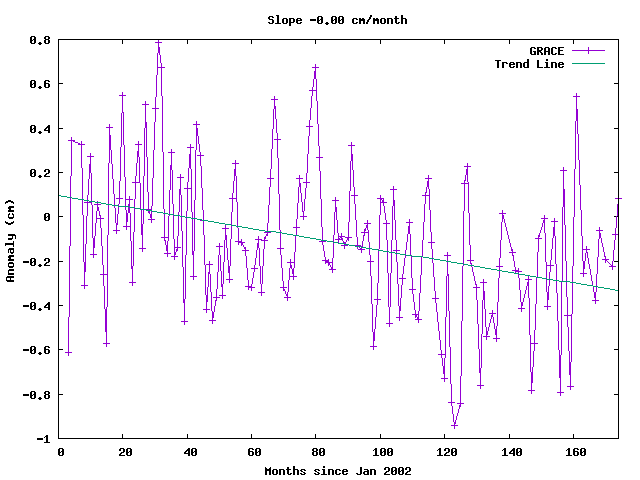 Slope -0.00 cm/month
GRACE
Trend Line
Anomaly (cm)
0.8
0.6
0.4
0.2
0
-0.2
-0.4
-0.6
-0.8
-1
0 20 40 60 80 100 120 140 160
Months since Jan 2002